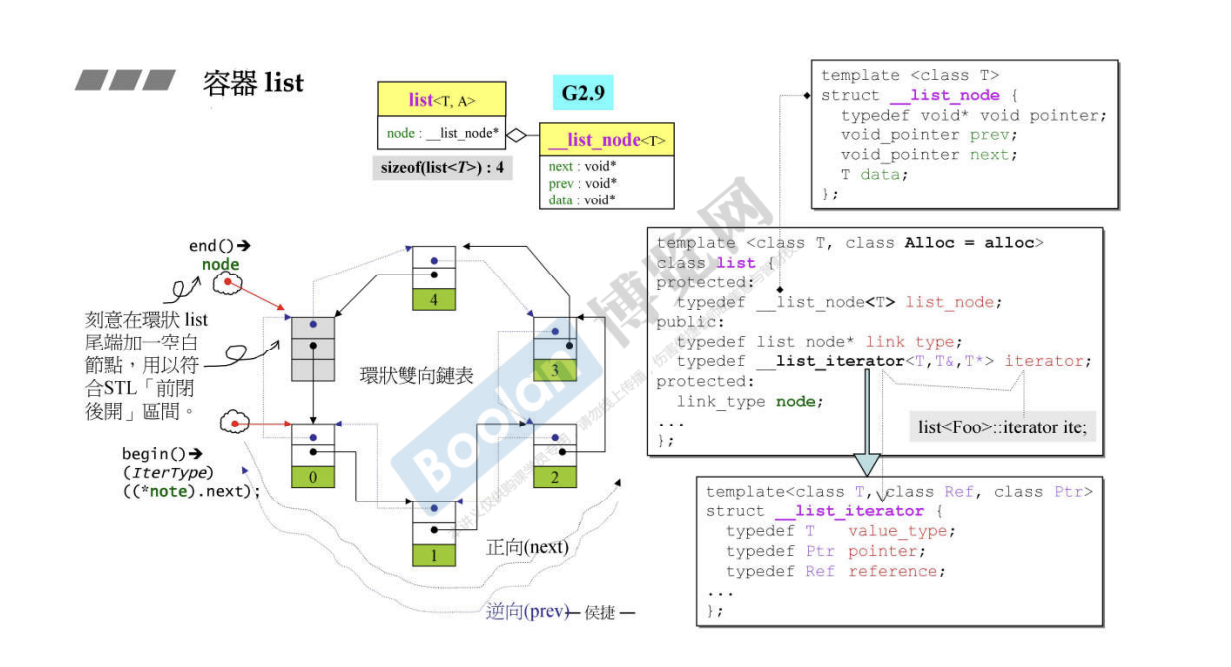 容器 list
list<T, A>
node : __list_node*
sizeof(list<T>) : 4
G2.9
__list_node<T>
next : void*
prev : void*
data : void*
template <class T>
struct __list_node {
typedef void* void pointer;
void_pointer prev;
void_pointer next;
T data;
};
end()→
node
刻意在環狀 list
尾端加一空白
節點，用以符
合STL「前閉
後開」區間。
begin()→
(IterType)
((*note).next);
4
3
環狀雙向鏈表
0
2
1
正向(next)
逆向(prev)
侯捷
template <class T, class Alloc = alloc>
class list {
protected:
typedef __list_node<T> list_node;
public:
typedef list node* link type;
typedef __list_iterator<T,T&,T*> iterator;
protected:
link_type node;
...
};
list<Foo>::iterator ite;
template<class T, class Ref, class Ptr>
struct __list_iterator {
typedef T value_type;
typedef Ptr pointer;
typedef Ref reference;
...
};
Boolan
博览网